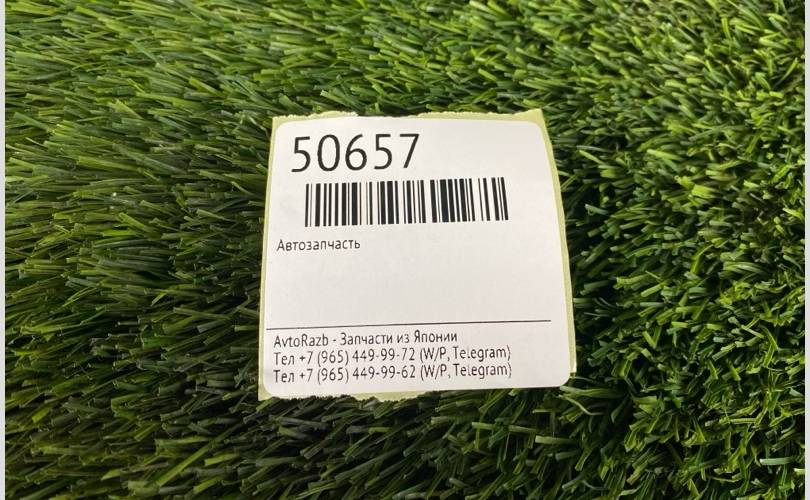 50657
Автозапчасть
AvtoRazb - Запчасти из Японии
Тел +7 (965) 449-99-72 (W/P, Telegram)
Тел +7 (965) 449-99-62 (W/P, Telegram)